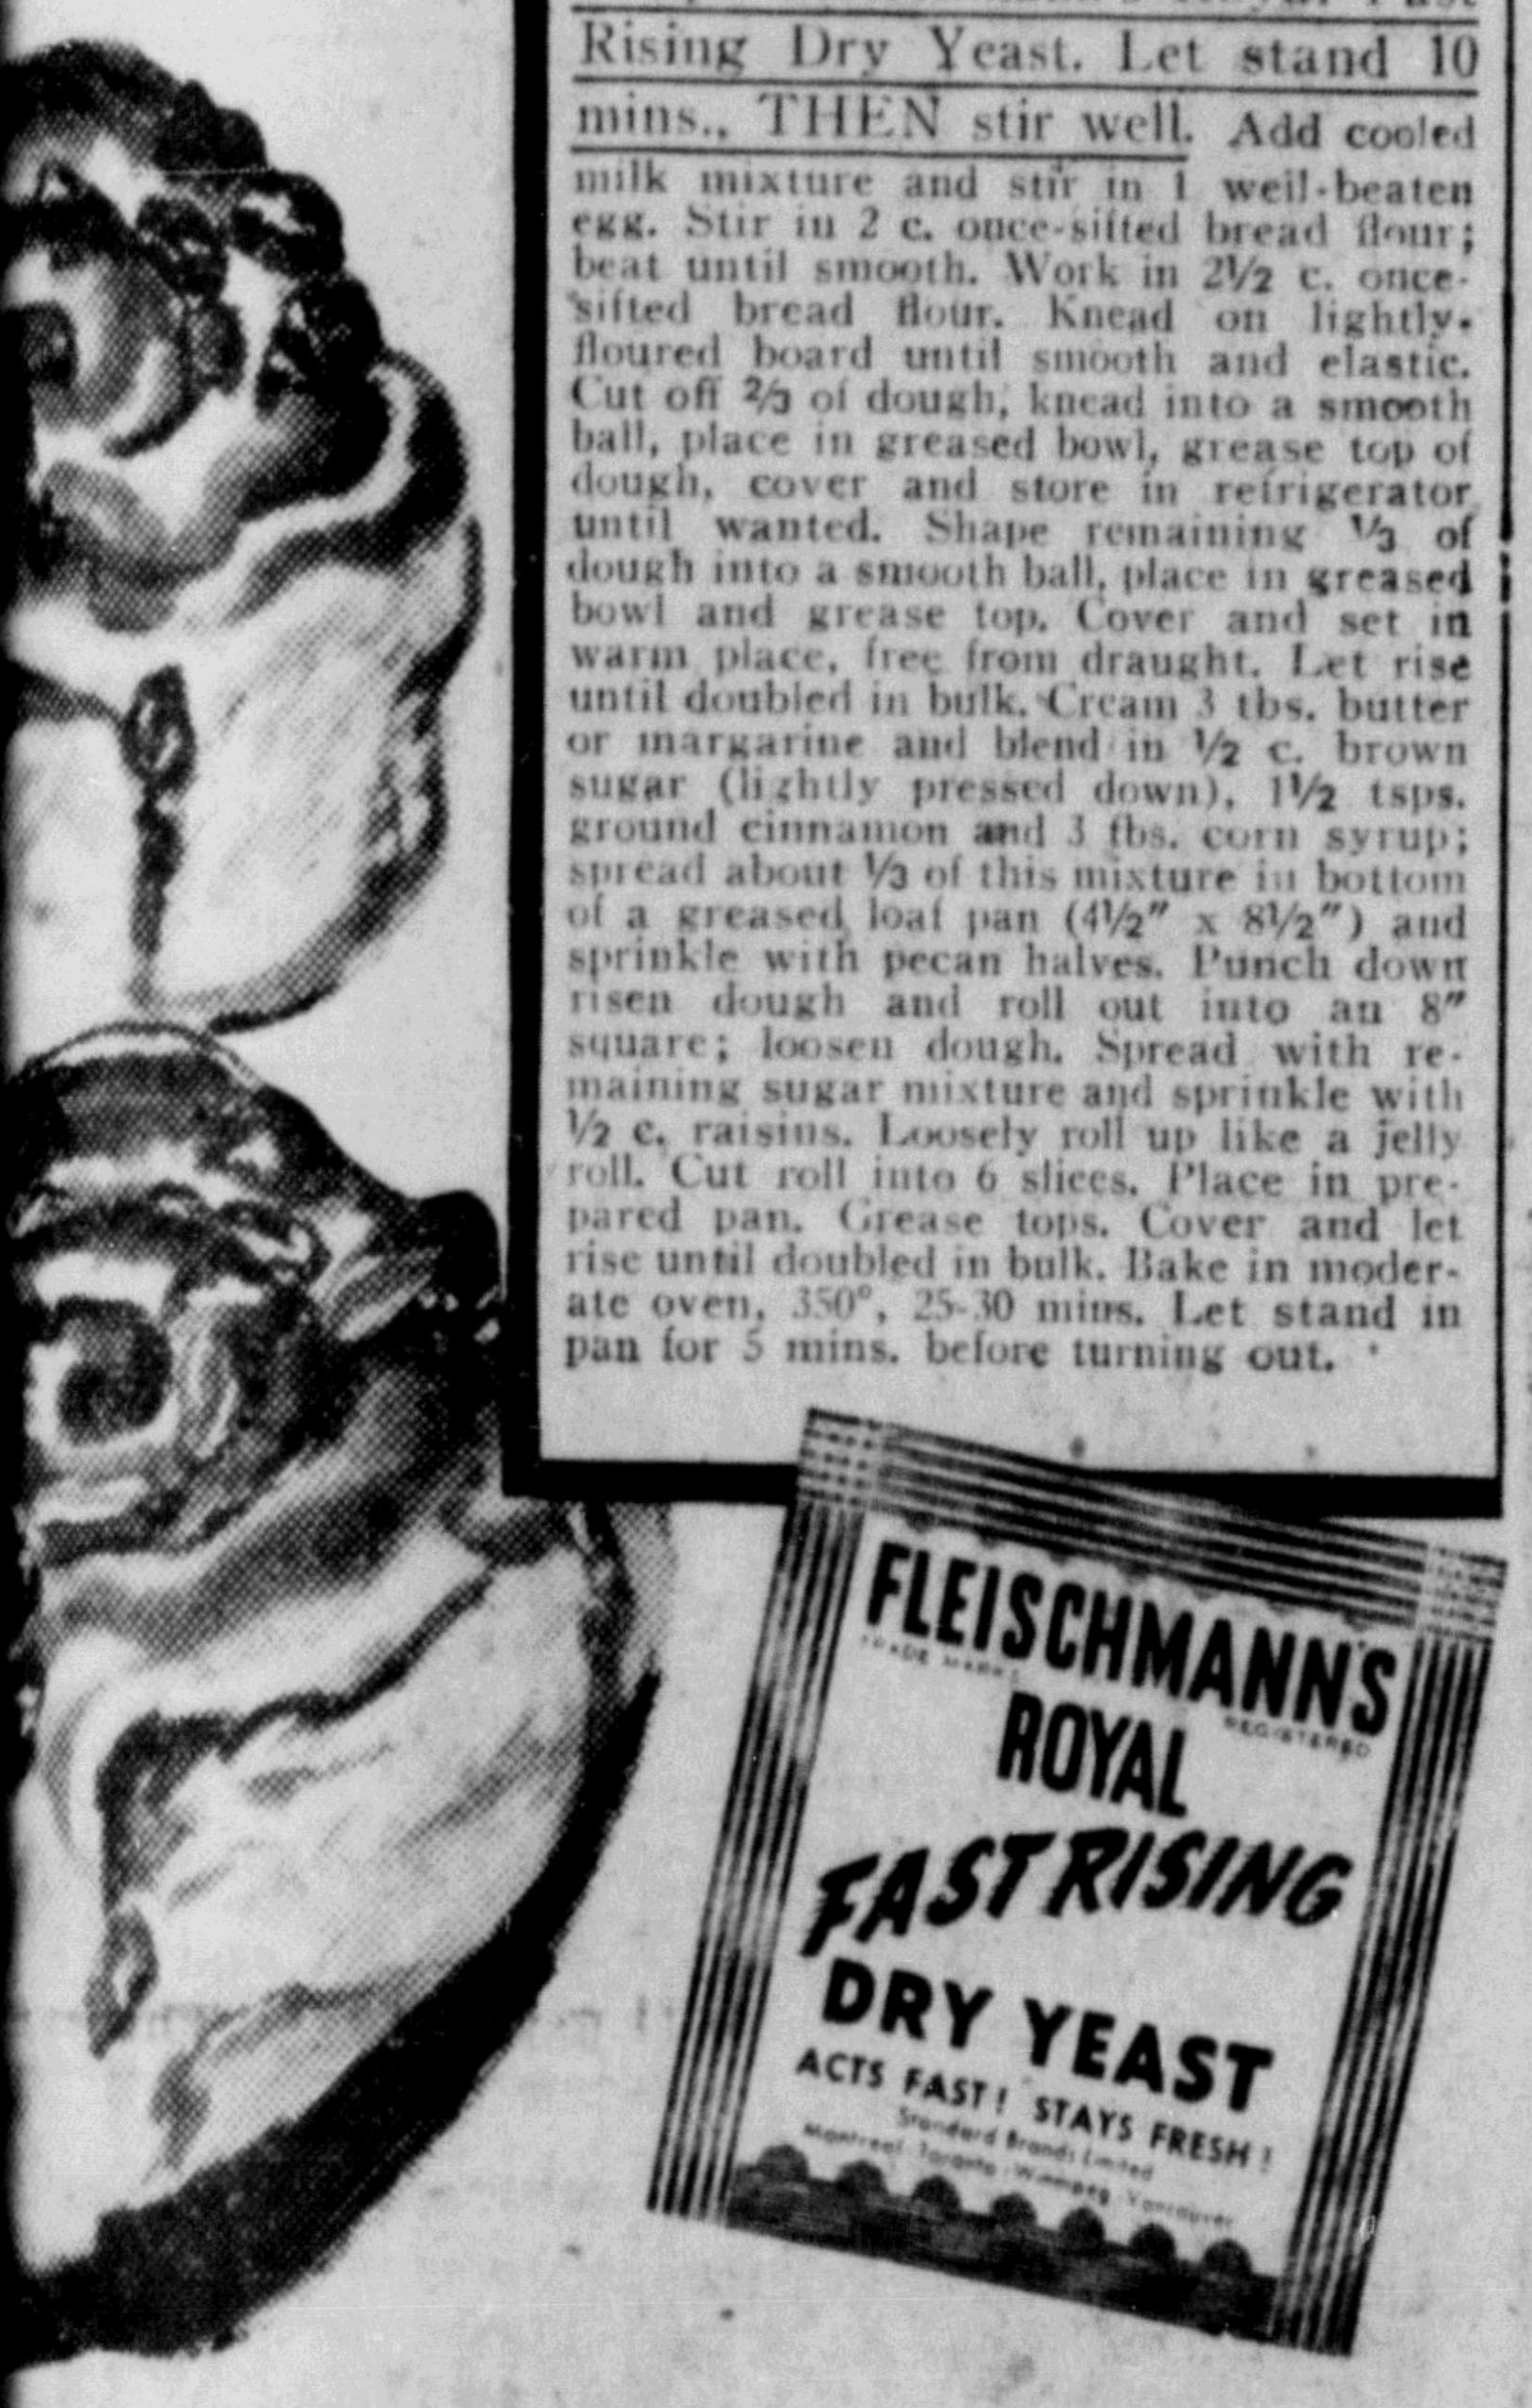 Rising Dry Yeast. Let stand 10
mins., THEN stir well. Add cooled
milk mixture and stir in 1 well-beaten
egg. Stir in 2 c. once-sifted bread flour;
beat until smooth. Work in 2½ c. once-
sifted bread flour. Knead on lightly-
floured board until smooth and elastic.
Cut off ⅔ of dough, knead into a smooth
ball, place in greased bowl, grease top of
dough, cover and store in refrigerator
until wanted. Shape remaining ⅓ of
dough into a smooth ball, place in greased
bowl and grease top. Cover and set in
warm place, free from draught. Let rise
until doubled in bulk. Cream 3 tbs. butter
or margarine and blend in ½ c. brown
sugar (lightly pressed down), 1½ tsps.
ground cinnamon and 3 tbs. corn syrup;
spread about ⅓ of this mixture in bottom
of a greased loaf pan (4½" x 8½") and
sprinkle with pecan halves. Punch down
risen dough and roll out into an 8"
square; loosen dough. Spread with re-
maining sugar mixture and sprinkle with
½ c. raisins. Loosely roll up like a jelly
roll. Cut roll into 6 slices. Place in pre-
pared pan. Grease tops. Cover and let
rise until doubled in bulk. Bake in moder-
ate oven, 350°, 25-30 mins. Let stand in
pan for 5 mins. before turning out.
FLEISCHMANN'S
TRADE MARK
REGISTERED
ROYAL
FAST RISING
DRY YEAST
ACTS FAST! STAYS FRESH!
Standard Brands Limited
Montreal · Toronto · Winnipeg · Vancouver